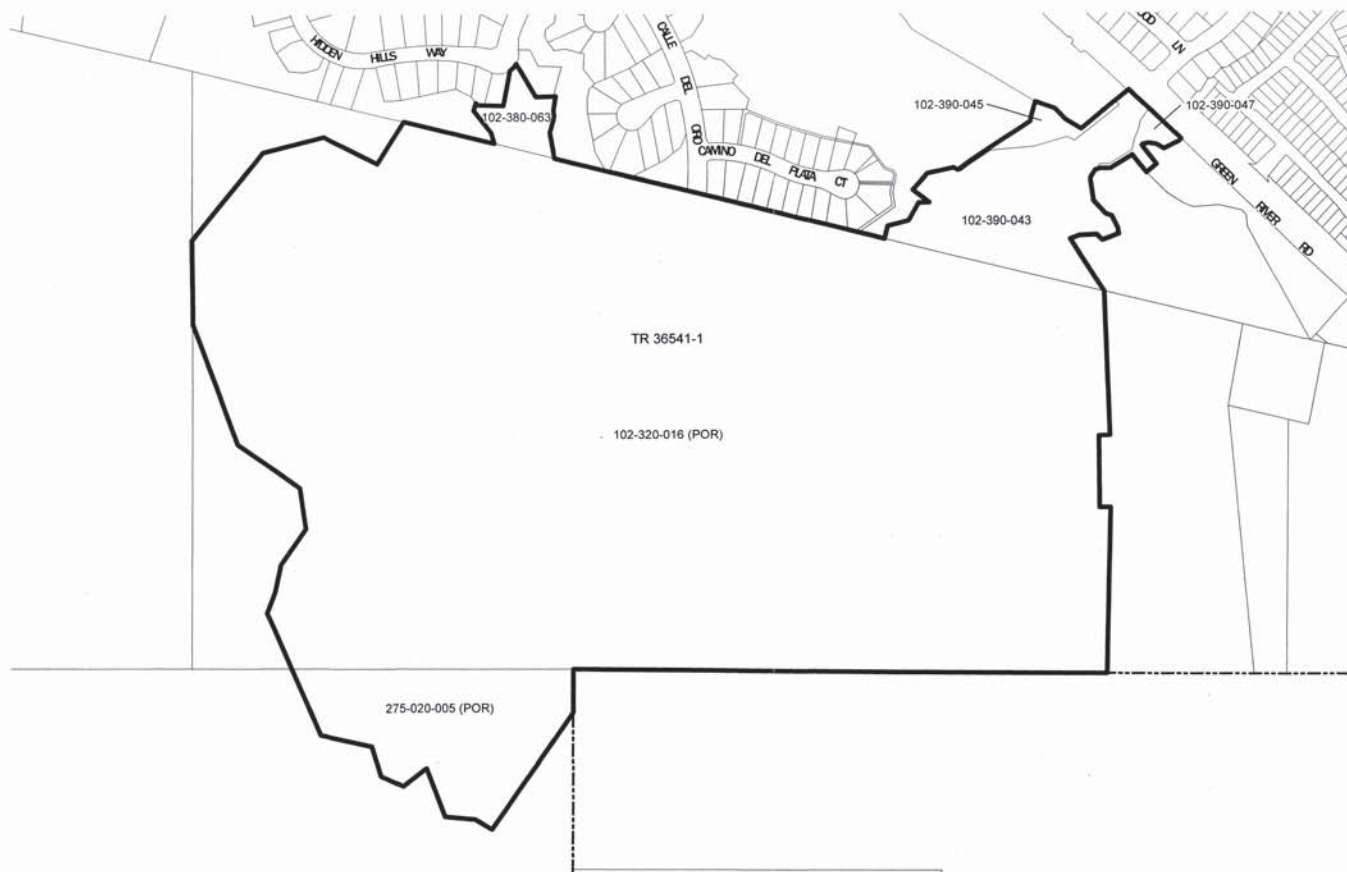 HIDDEN HILLS WAY
CALLE DEL ORO
LN
102-380-063
102-390-045
102-390-047
CAMINO DEL PLATA CT
GREEN RIVER RD
102-390-043
TR 36541-1
102-320-016 (POR)
275-020-005 (POR)